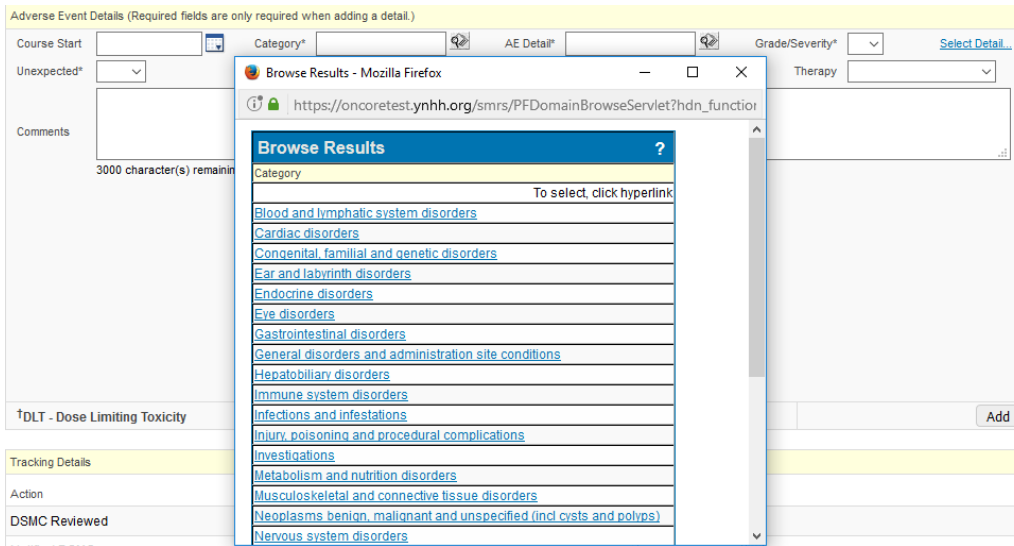 Adverse Event Details (Required fields are only required when adding a detail.)
Course Start Category* AE Detail* Grade/Severity* Select Detail...
Unexpected* Therapy
Comments
3000 character(s) remainin
Browse Results - Mozilla Firefox
https://oncoretest.ynhh.org/smrs/PFDomainBrowseServlet?hdn_function
Browse Results ?
Category
To select, click hyperlink
Blood and lymphatic system disorders
Cardiac disorders
Congenital, familial and genetic disorders
Ear and labyrinth disorders
Endocrine disorders
Eye disorders
Gastrointestinal disorders
General disorders and administration site conditions
Hepatobiliary disorders
Immune system disorders
Infections and infestations
Injury, poisoning and procedural complications
Investigations
Metabolism and nutrition disorders
Musculoskeletal and connective tissue disorders
Neoplasms benign, malignant and unspecified (incl cysts and polyps)
Nervous system disorders
†DLT - Dose Limiting Toxicity Add
Tracking Details
Action
DSMC Reviewed